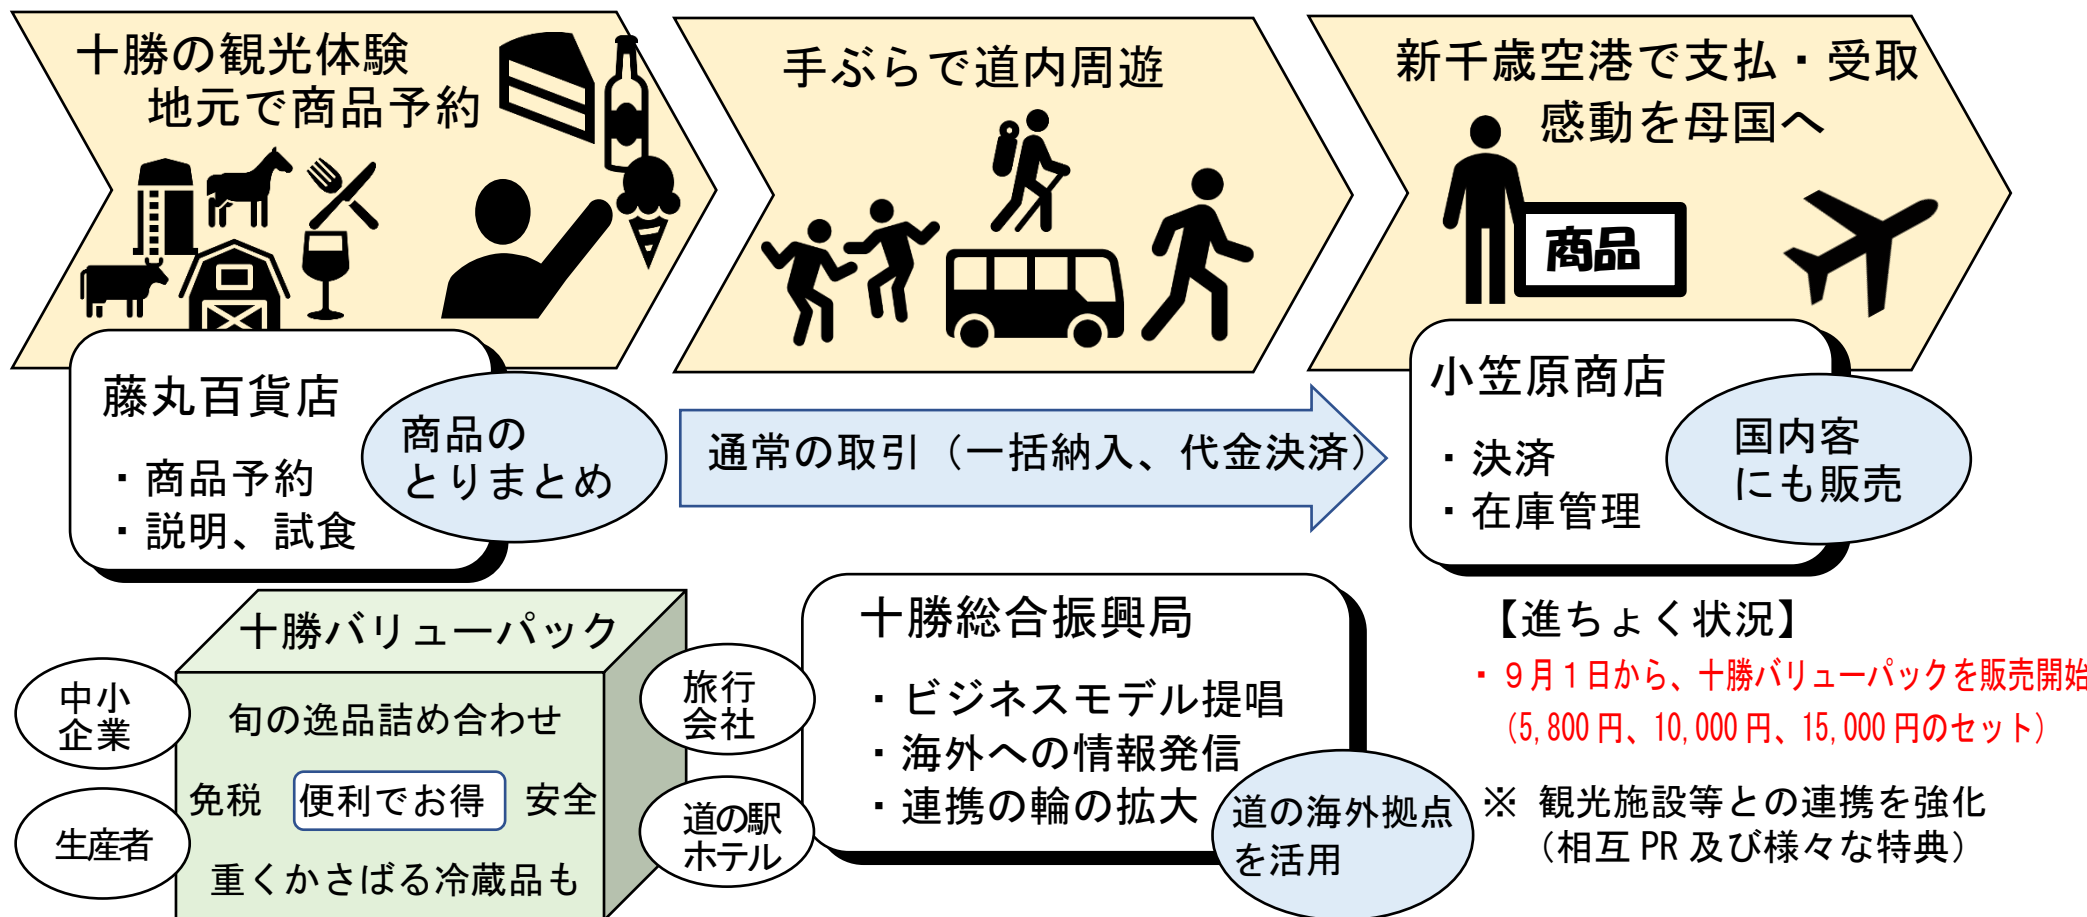 十勝の観光体験
地元で商品予約
手ぶらで道内周遊
新千歳空港で支払・受取
感動を母国へ
商品
藤丸百貨店
・商品予約
・説明、試食
商品の
とりまとめ
通常の取引（一括納入、代金決済）
小笠原商店
・決済
・在庫管理
国内客
にも販売
十勝バリューパック
旬の逸品詰め合わせ
免税 便利でお得 安全
重くかさばる冷蔵品も
中小
企業
生産者
旅行
会社
道の駅
ホテル
十勝総合振興局
・ビジネスモデル提唱
・海外への情報発信
・連携の輪の拡大
道の海外拠点
を活用
【進ちょく状況】
・９月１日から、十勝バリューパックを販売開始
（5,800円、10,000円、15,000円のセット）
※ 観光施設等との連携を強化
（相互PR及び様々な特典）